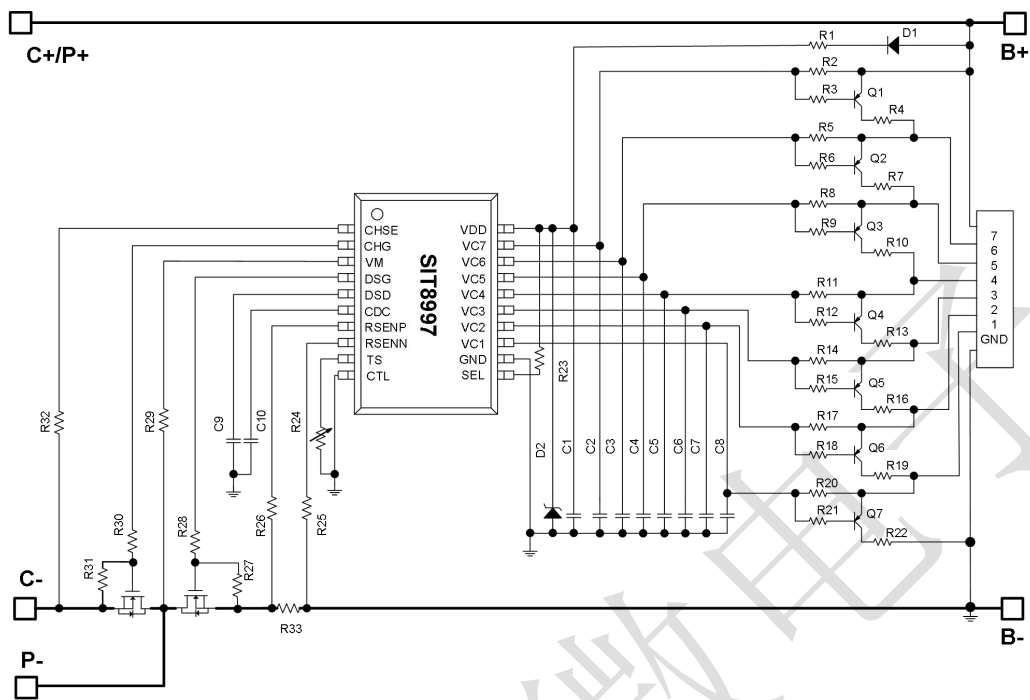 C+/P+
B+
R1
D1
R2
R3
Q1
R4
R5
R6
Q2
R7
R8
R9
Q3
R10
R11
R12
Q4
R13
R14
R15
Q5
R16
R17
R18
Q6
R19
R20
R21
Q7
R22
7
6
5
4
3
2
1
GND
SIT8997
CHSE
CHG
VM
DSG
DSD
CDC
RSENP
RSENN
TS
CTL
VDD
VC7
VC6
VC5
VC4
VC3
VC2
VC1
GND
SEL
R23
R32
R29
C9
C10
R24
R30
R28
R26
R25
R31
R27
D2
C1
C2
C3
C4
C5
C6
C7
C8
C-
R33
B-
P-
微电子